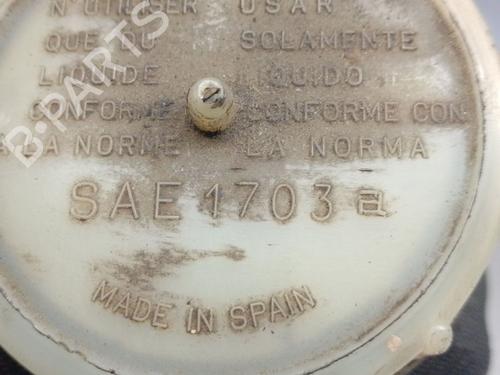 N'UTILISER USAR
QUE DU SOLAMENTE
LIQUIDE LIQUIDO
CONFORME CONFORME CON
A LA NORME LA NORMA
SAE 1703 a
MADE IN SPAIN
B-PARTS